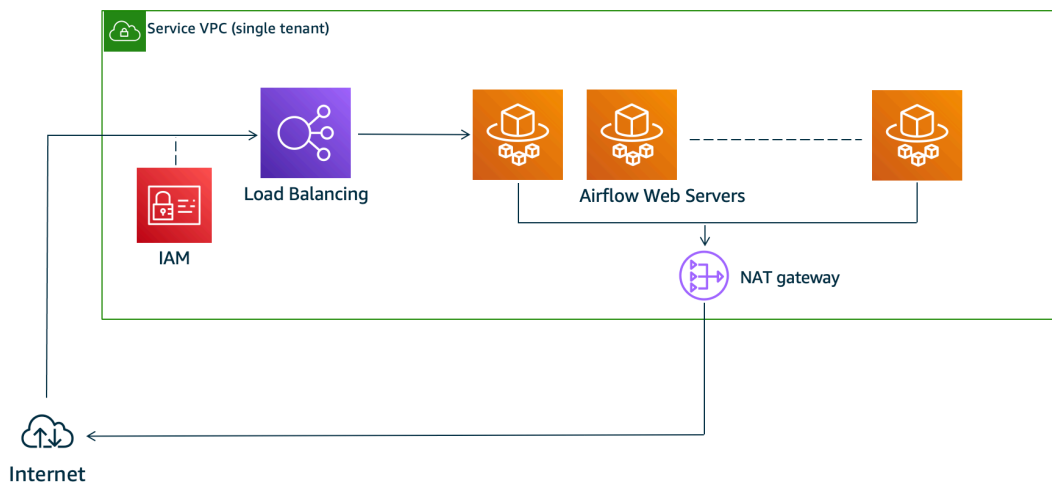 Service VPC (single tenant)
Load Balancing
Airflow Web Servers
IAM
NAT gateway
Internet